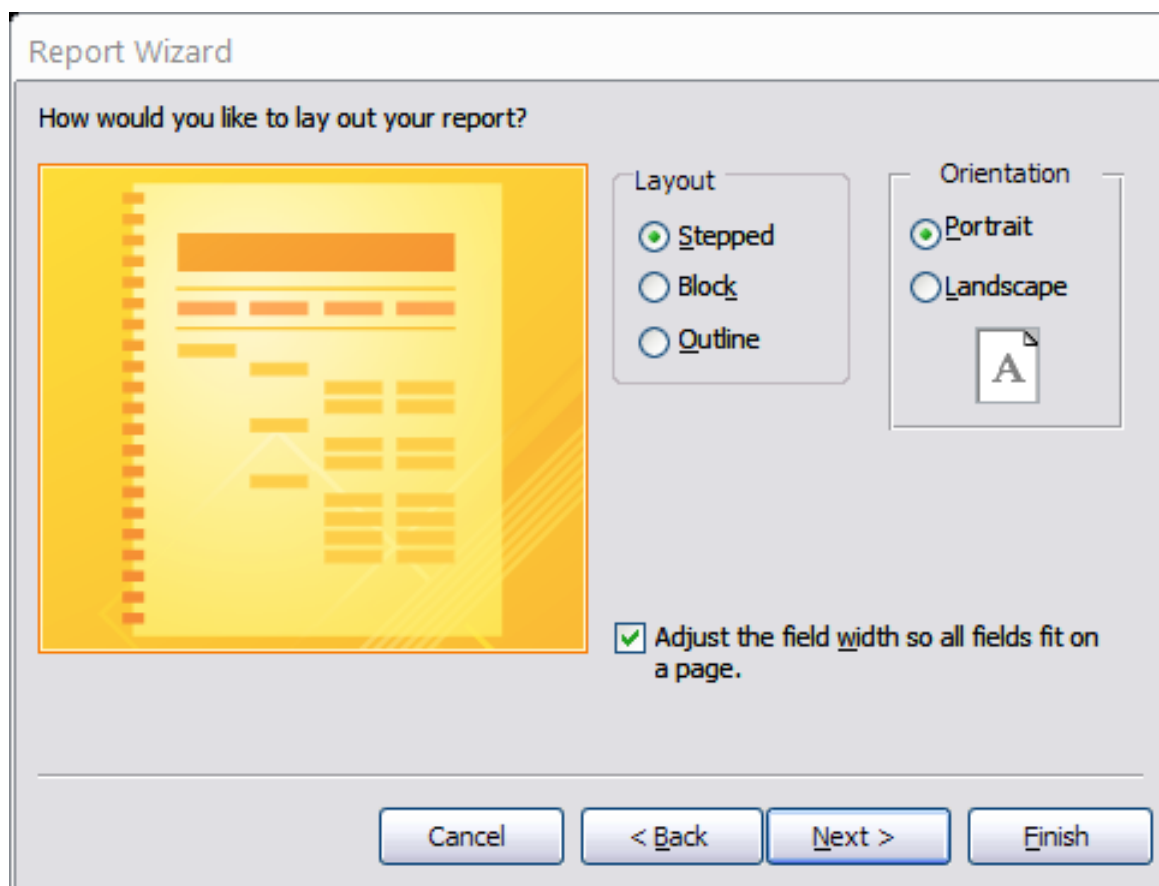 Report Wizard
How would you like to lay out your report?
Layout
Stepped
Block
Outline
Orientation
Portrait
Landscape
A
Adjust the field width so all fields fit on
a page.
Cancel
< Back
Next >
Finish